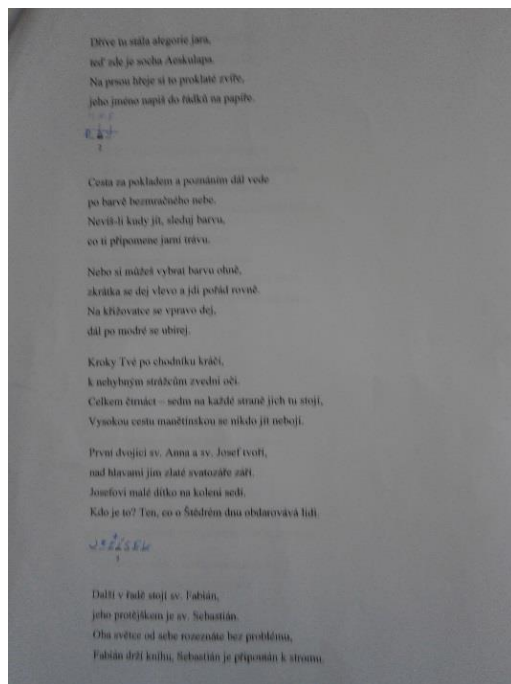 Dříve tu stála alegorie jara,
teď zde je socha Aeskulapa.
Na prsou hřeje si to prokleté zvíře,
jeho jméno napiš do řádků na papíře.
2
Cesta za pokladem a poznáním dál vede
po barvě bezmračného nebe.
Nevíš-li kudy jít, sleduj barvu,
co ti připomene jarní trávu.
Nebo si můžeš vybrat barvu ohně,
zkrátka se dej vlevo a jdi pořád rovně.
Na křižovatce se vpravo dej,
dál po modré se ubírej.
Kroky Tvé po chodníku kráčí,
k nehybným strážcům zvedni oči.
Celkem čtrnáct – sedm na každé straně jich tu stojí,
Vysokou cestu manětínskou se nikdo jít nebojí.
První dvojici sv. Anna a sv. Josef tvoří,
nad hlavami jim zlaté svatozáře září.
Josefovi malé dítko na koleni sedí.
Kdo je to? Ten, co o Štědrém dnu obdarovává lidi.
JEŽÍŠEK
Další v řadě stojí sv. Fabián,
jeho protějškem je sv. Sebastián.
Oba světce od sebe rozeznáte bez problému,
Fabián drží knihu, Sebastián je připoután k stromu.